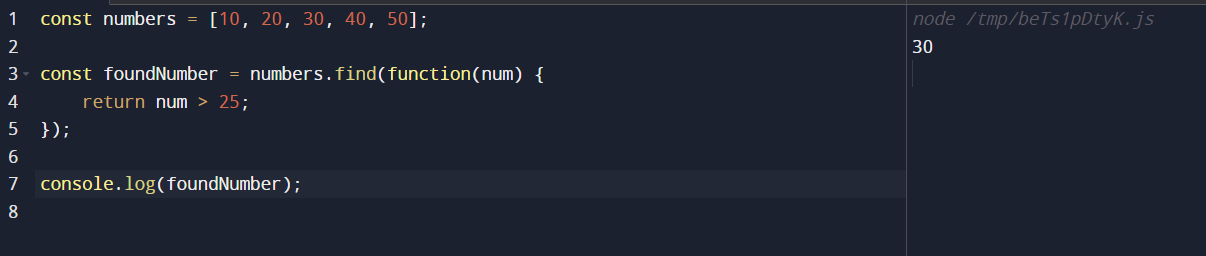 1 const numbers = [10, 20, 30, 40, 50];
2
3 const foundNumber = numbers.find(function(num) {
4     return num > 25;
5 });
6
7 console.log(foundNumber);
8
node /tmp/beTs1pDtyK.js
30